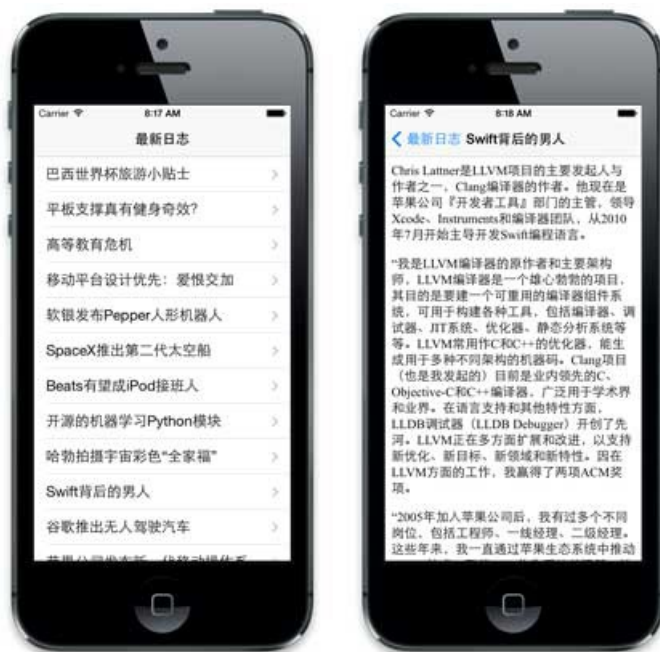 Carrier 8:17 AM
最新日志
巴西世界杯旅游小贴士
平板支撑真有健身奇效?
高等教育危机
移动平台设计优先：爱恨交加
软银发布Pepper人形机器人
SpaceX推出第二代太空船
Beats有望成iPod接班人
开源的机器学习Python模块
哈勃拍摄宇宙彩色“全家福”
Swift背后的男人
谷歌推出无人驾驶汽车
Carrier 8:18 AM
最新日志 Swift背后的男人
Chris Lattner是LLVM项目的主要发起人与
作者之一，Clang编译器的作者。他现在是
苹果公司『开发者工具』部门的主管，领导
Xcode、Instruments和编译器团队，从2010
年7月开始主导开发Swift编程语言。
“我是LLVM编译器的原作者和主要架构
师，LLVM编译器是一个雄心勃勃的项目，
其目的是要建一个可重用的编译器组件系
统，可用于构建各种工具，包括编译器、调
试器、JIT系统、优化器、静态分析系统等
等。LLVM常用作C和C++的优化器，能生
成用于多种不同架构的机器码。Clang项目
（也是我发起的）目前是业内领先的C、
Objective-C和C++编译器，广泛用于学术界
和业界。在语言支持和其他特性方面，
LLDB调试器（LLDB Debugger）开创了先
河。LLVM正在多方面扩展和改进，以支持
新优化、新目标、新领域和新特性。因在
LLVM方面的工作，我赢得了两项ACM奖
项。
“2005年加入苹果公司后，我有过多个不同
岗位，包括工程师、一线经理、二级经理。
这些年来，我一直通过苹果生态系统中推动